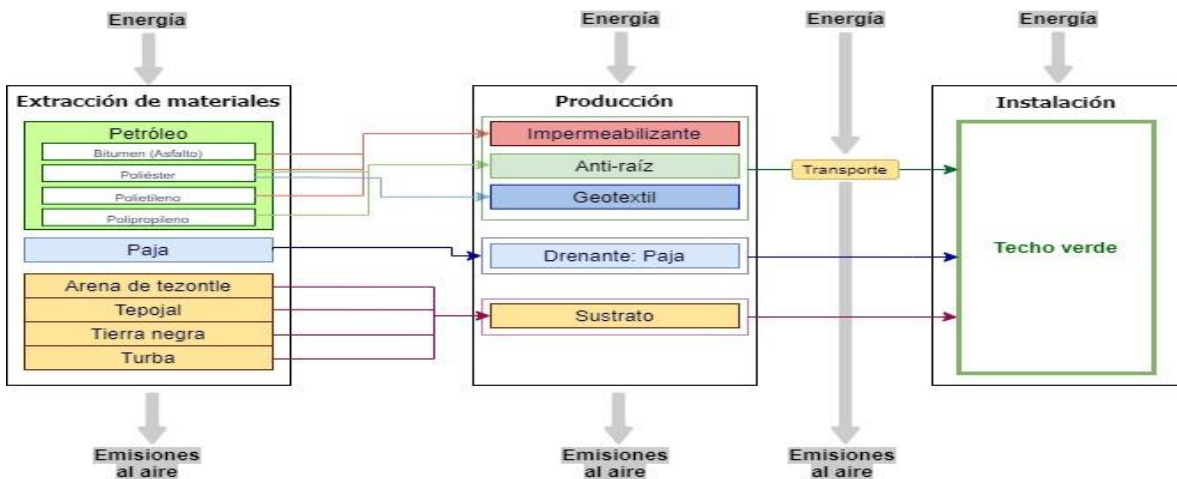 Energía
Energía
Energía
Energía
Extracción de materiales
Petróleo
Bitumen (Asfalto)
Poliéster
Polietileno
Polipropileno
Paja
Arena de tezontle
Tepojal
Tierra negra
Turba
Producción
Impermeabilizante
Anti-raíz
Geotextil
Drenante: Paja
Sustrato
Transporte
Instalación
Techo verde
Emisiones
al aire
Emisiones
al aire
Emisiones
al aire